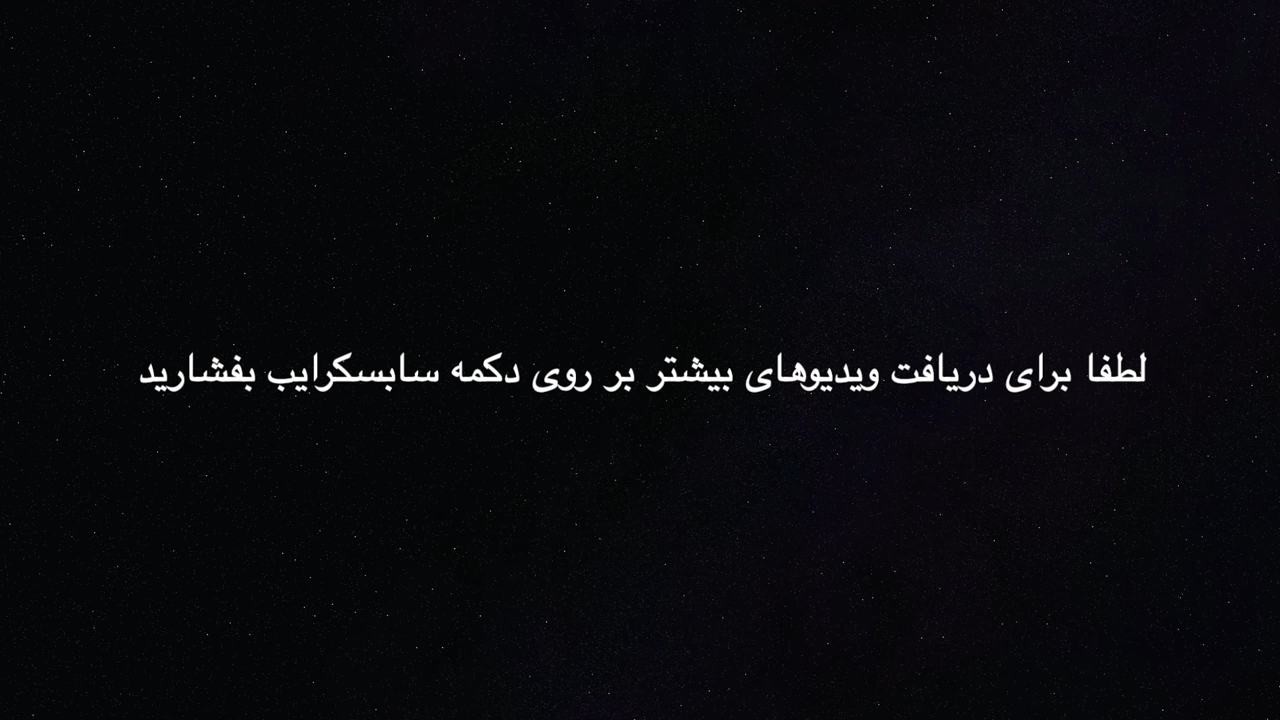 لطفا برای دریافت ویدیوهای بیشتر بر روی دکمه سابسکرایب بفشارید